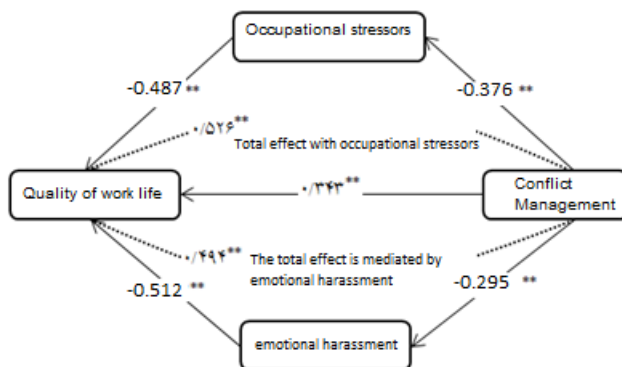 Occupational stressors
-0.487 **
-0.376 **
۰/۵۲۶**
Total effect with occupational stressors
Quality of work life
۰/۳۴۳**
Conflict
Management
۰/۴۹۴**
The total effect is mediated by
emotional harassment
-0.512 **
-0.295 **
emotional harassment